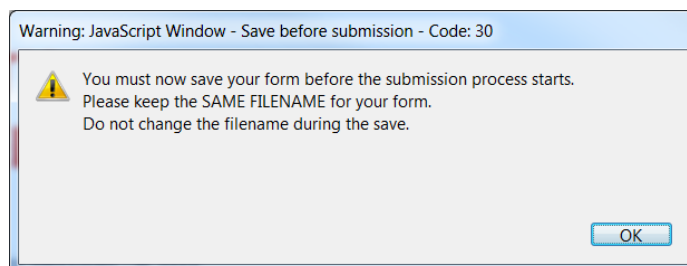 Warning: JavaScript Window - Save before submission - Code: 30
You must now save your form before the submission process starts.
Please keep the SAME FILENAME for your form.
Do not change the filename during the save.
OK